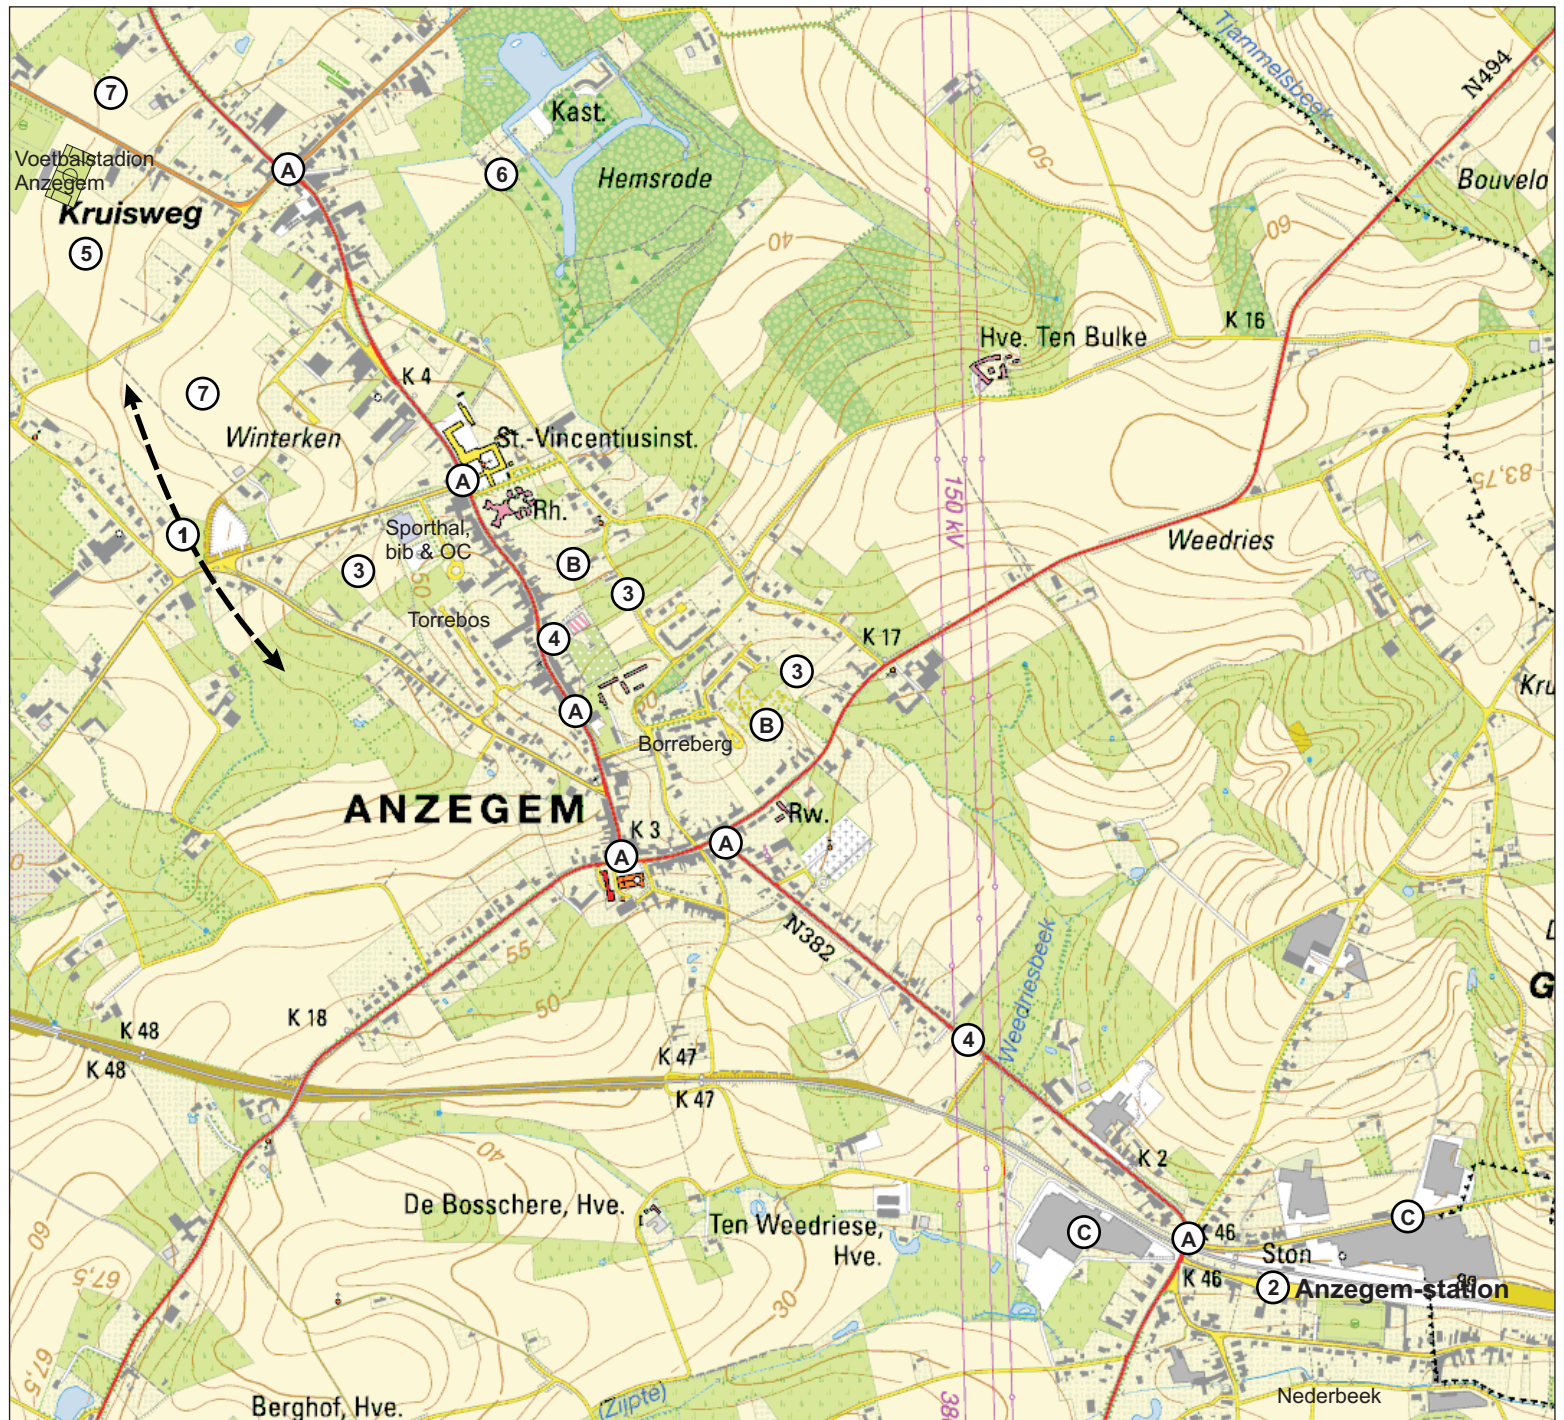 Tjammelsbeek
N494
7
Kast.
Voetbalstadion
Anzegem
A
6
Hemsrode
50
Bouvelo
Kruisweg
60
40
5
K 16
Hve. Ten Bulke
K 4
7
Winterken
St.-Vincentiusinst.
A
83,75
150 kV
Rh.
Sporthal,
bib & OC
1
Weedries
3
50
B
3
Torrebos
4
K 17
3
Kru
60
A
B
Borreberg
ANZEGEM
Rw.
K 3
A
A
N382
55
Weedriesbeek
G
50
K 18
K 48
K 48
4
K 47
K 47
40
K 2
De Bosschere, Hve.
Ten Weedriese,
Hve.
C
C
A
K 46
Ston
K 46
2
Anzegem-station
60
67,5
30
67,5
Nederbeek
Berghof, Hve.
(Zijpte)
38